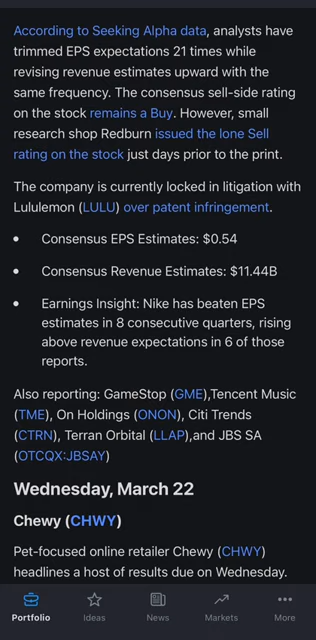 According to Seeking Alpha data, analysts have
trimmed EPS expectations 21 times while
revising revenue estimates upward with the
same frequency. The consensus sell-side rating
on the stock remains a Buy. However, small
research shop Redburn issued the lone Sell
rating on the stock just days prior to the print.
The company is currently locked in litigation with
Lululemon (LULU) over patent infringement.
• Consensus EPS Estimates: $0.54
• Consensus Revenue Estimates: $11.44B
• Earnings Insight: Nike has beaten EPS
estimates in 8 consecutive quarters, rising
above revenue expectations in 6 of those
reports.
Also reporting: GameStop (GME),Tencent Music
(TME), On Holdings (ONON), Citi Trends
(CTRN), Terran Orbital (LLAP),and JBS SA
(OTCQX:JBSAY)
Wednesday, March 22
Chewy (CHWY)
Pet-focused online retailer Chewy (CHWY)
headlines a host of results due on Wednesday.
Portfolio Ideas News Markets More